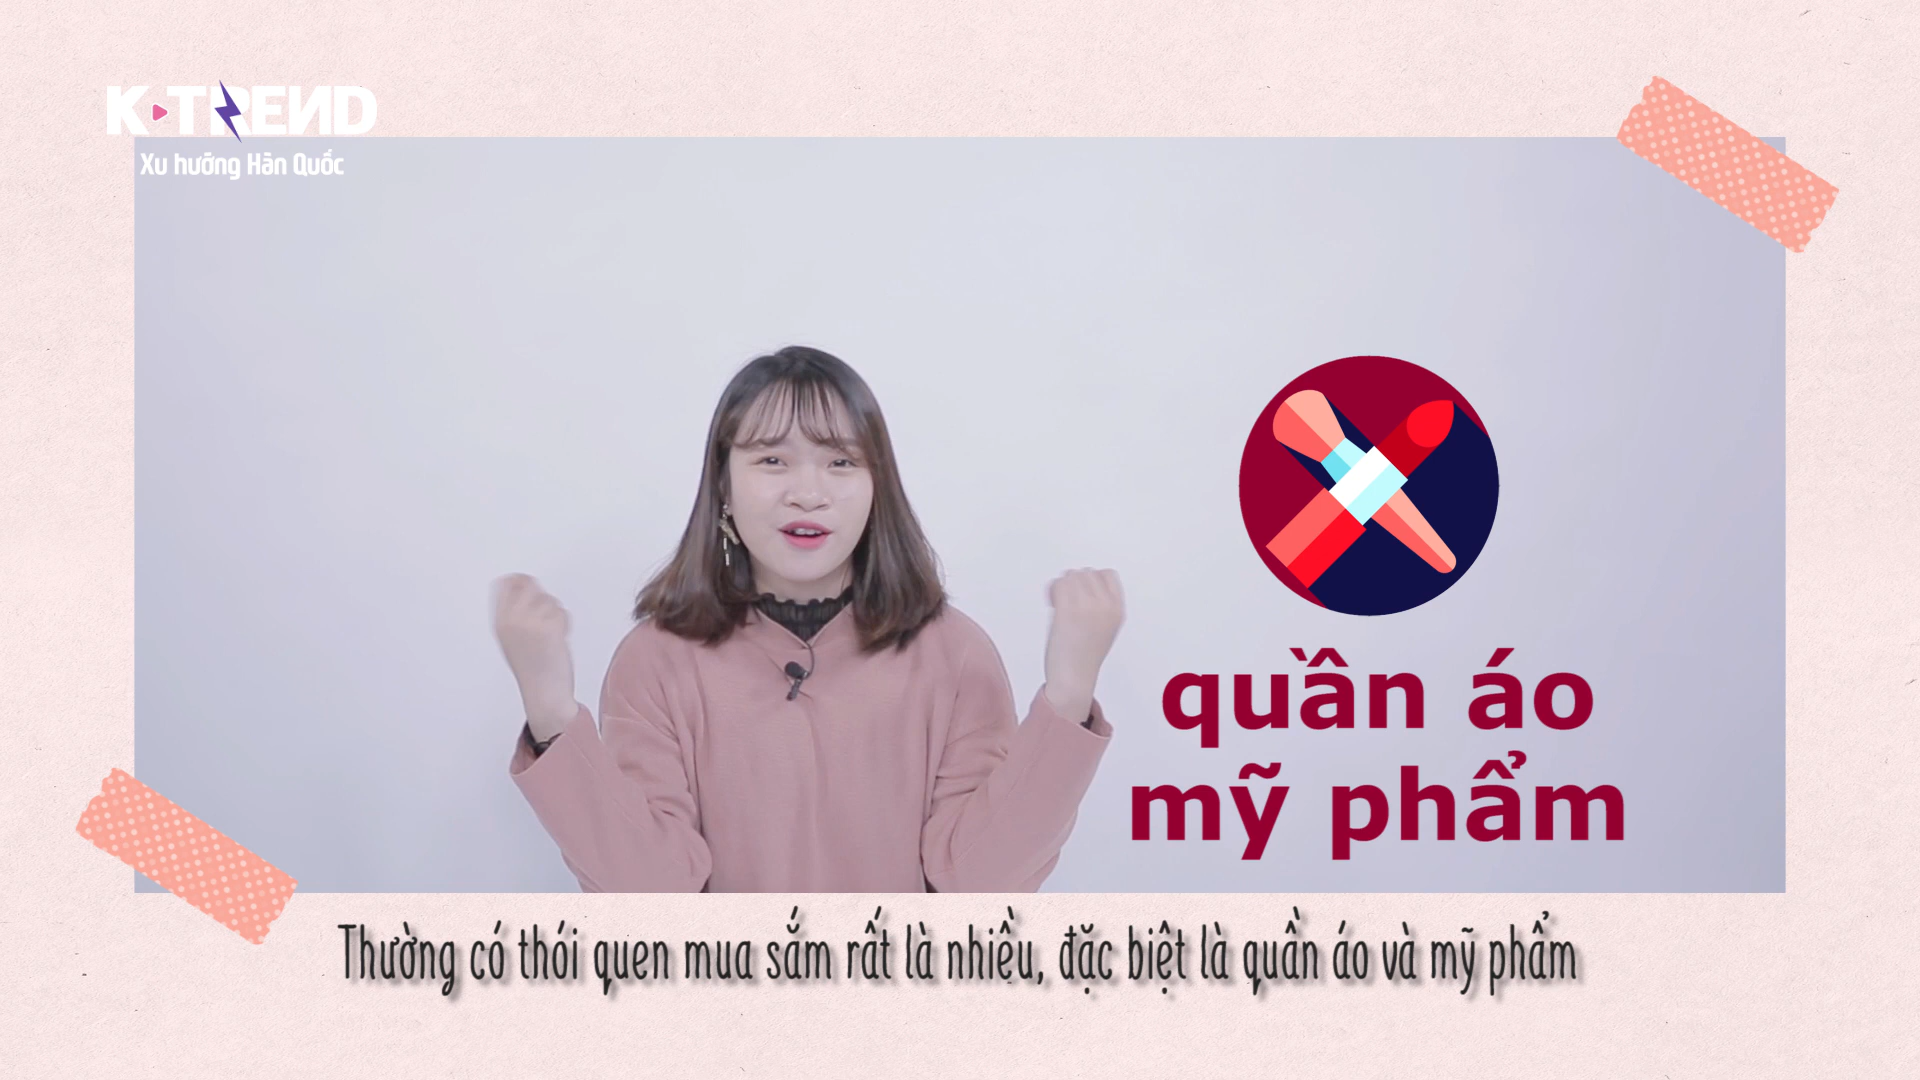 K-TREND
Xu hướng Hàn Quốc
quần áo
mỹ phẩm
Thường có thói quen mua sắm rất là nhiều, đặc biệt là quần áo và mỹ phẩm